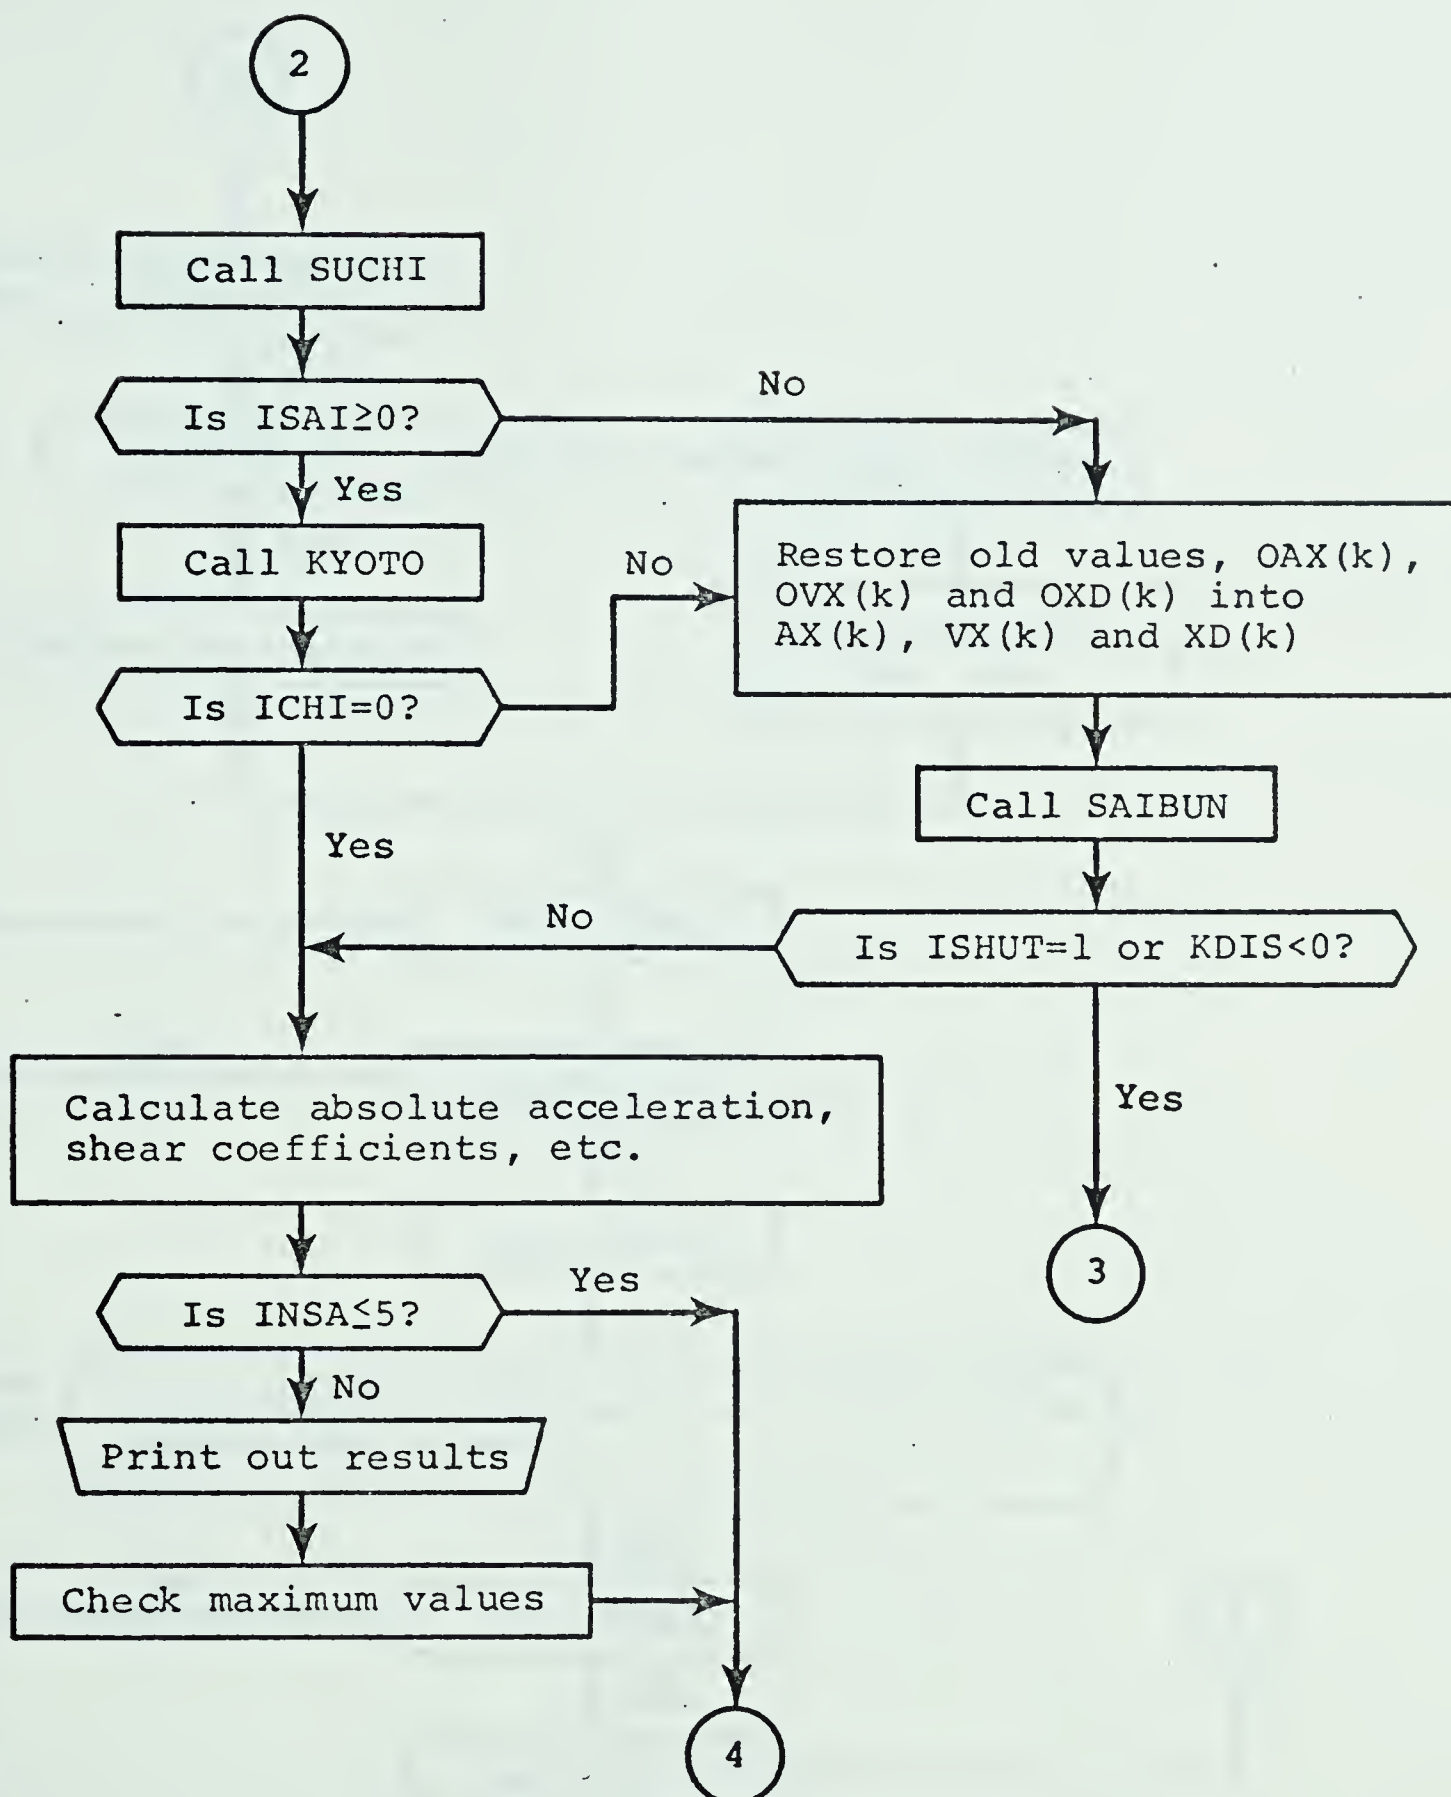 2
Call SUCHI
Is ISAI≥0?
No
Yes
Call KYOTO
No
Restore old values, OAX(k),
OVX(k) and OXD(k) into
AX(k), VX(k) and XD(k)
Is ICHI=0?
Call SAIBUN
Yes
No
Is ISHUT=1 or KDIS<0?
Yes
Calculate absolute acceleration,
shear coefficients, etc.
3
Is INSA≤5?
Yes
No
Print out results
Check maximum values
4